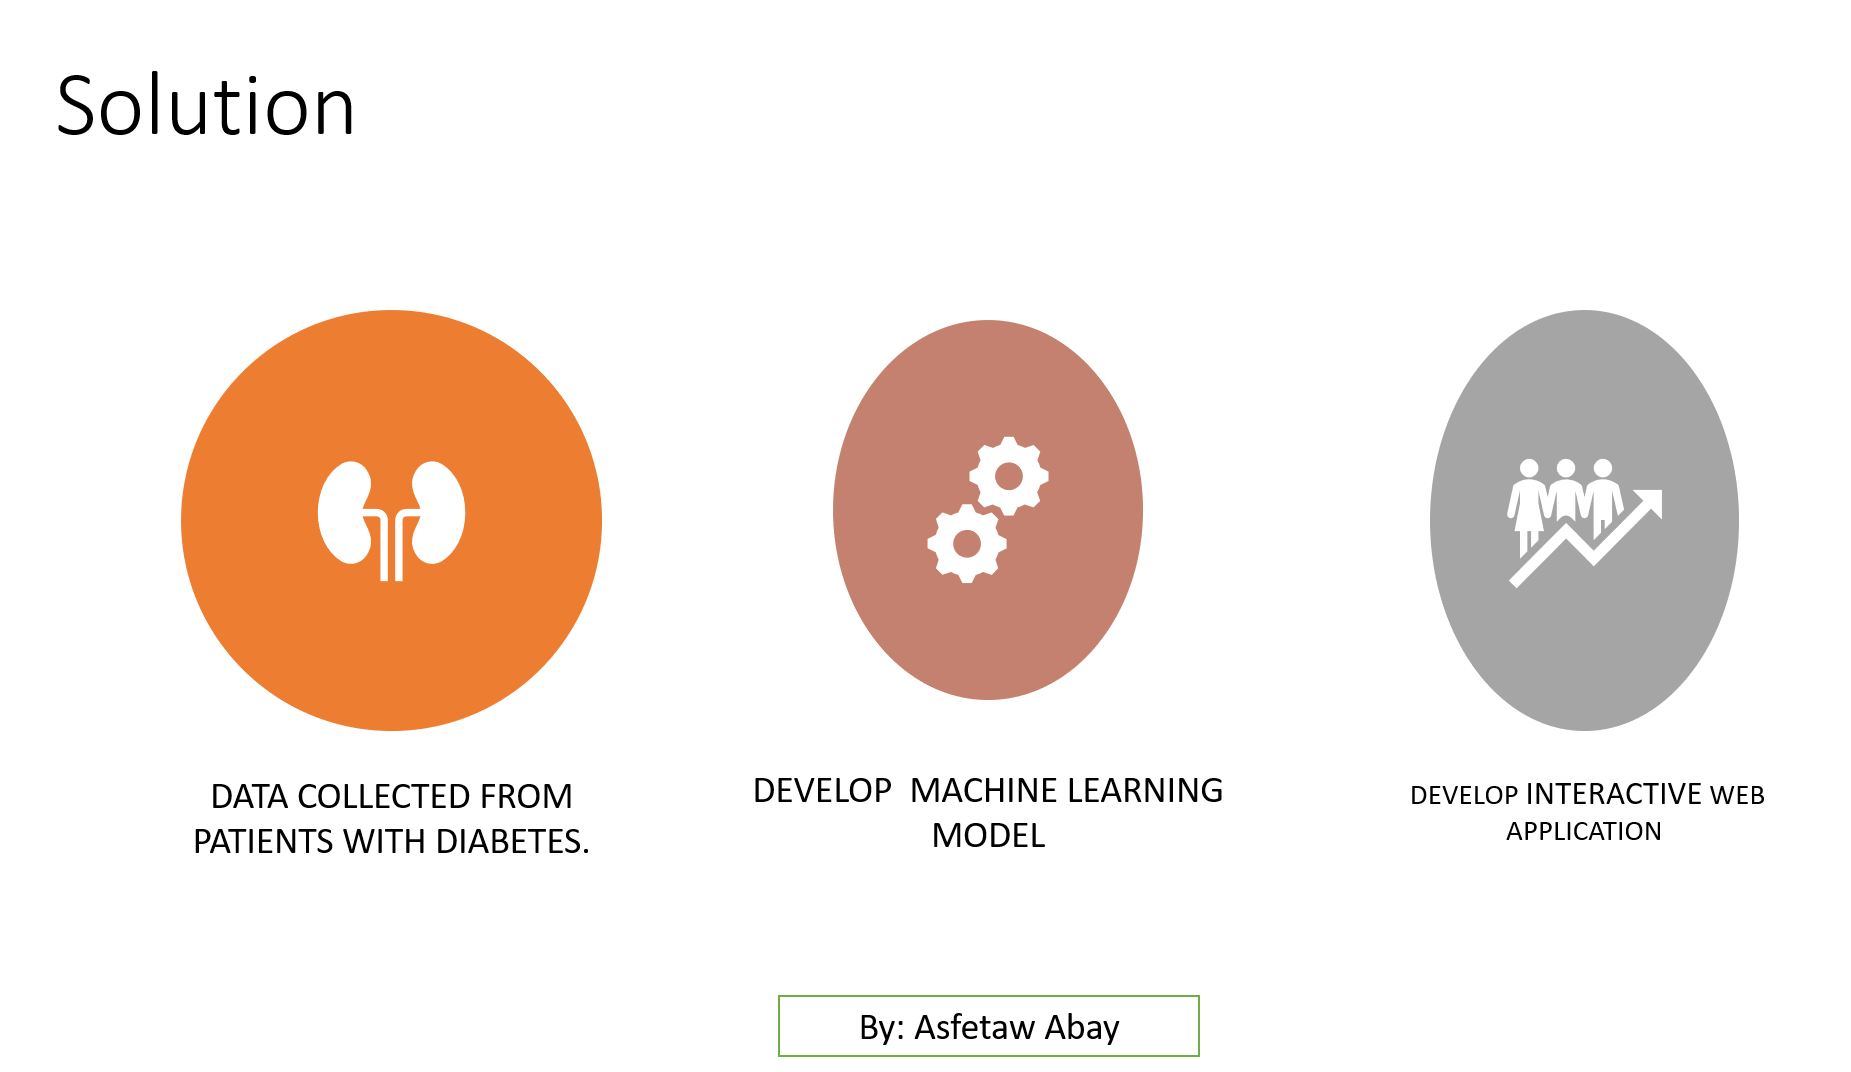 Solution
DATA COLLECTED FROM
PATIENTS WITH DIABETES.
DEVELOP  MACHINE LEARNING
MODEL
DEVELOP INTERACTIVE WEB
APPLICATION
By: Asfetaw Abay